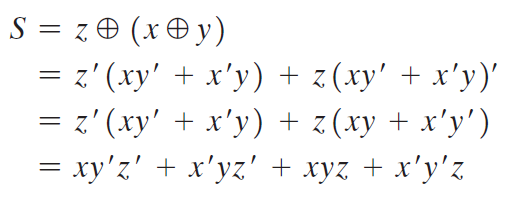 S = z ⊕ (x ⊕ y)
= z′(xy′ + x′y) + z(xy′ + x′y)′
= z′(xy′ + x′y) + z(xy + x′y′)
= xy′z′ + x′yz′ + xyz + x′y′z